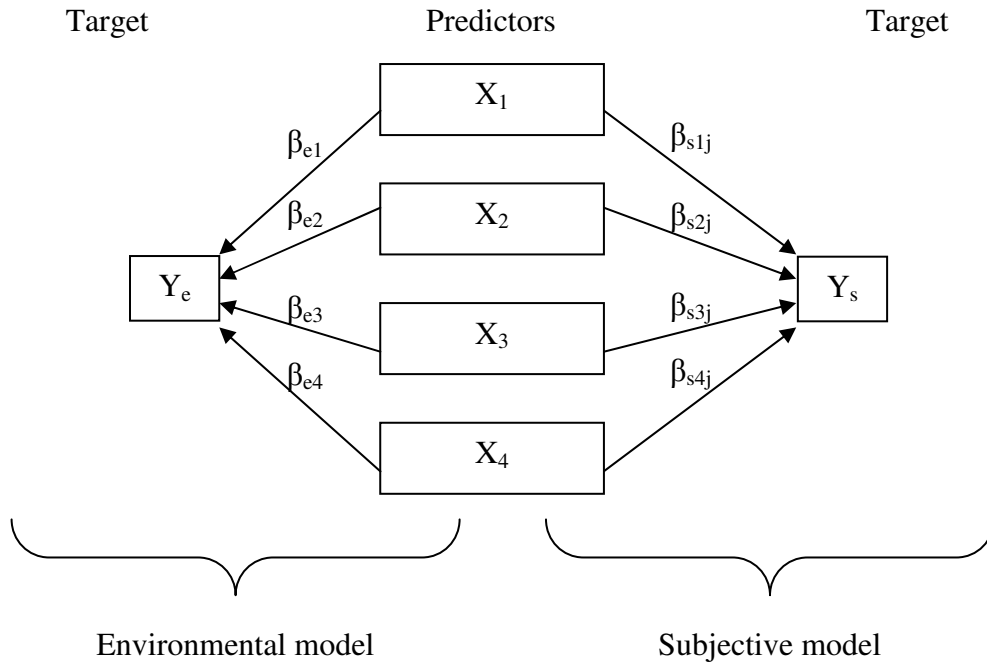 Target Predictors Target
X₁
βₑ₁ βₛ₁ⱼ
βₑ₂ X₂ βₛ₂ⱼ
Yₑ Yₛ
βₑ₃ X₃ βₛ₃ⱼ
βₑ₄ βₛ₄ⱼ
X₄
Environmental model Subjective model